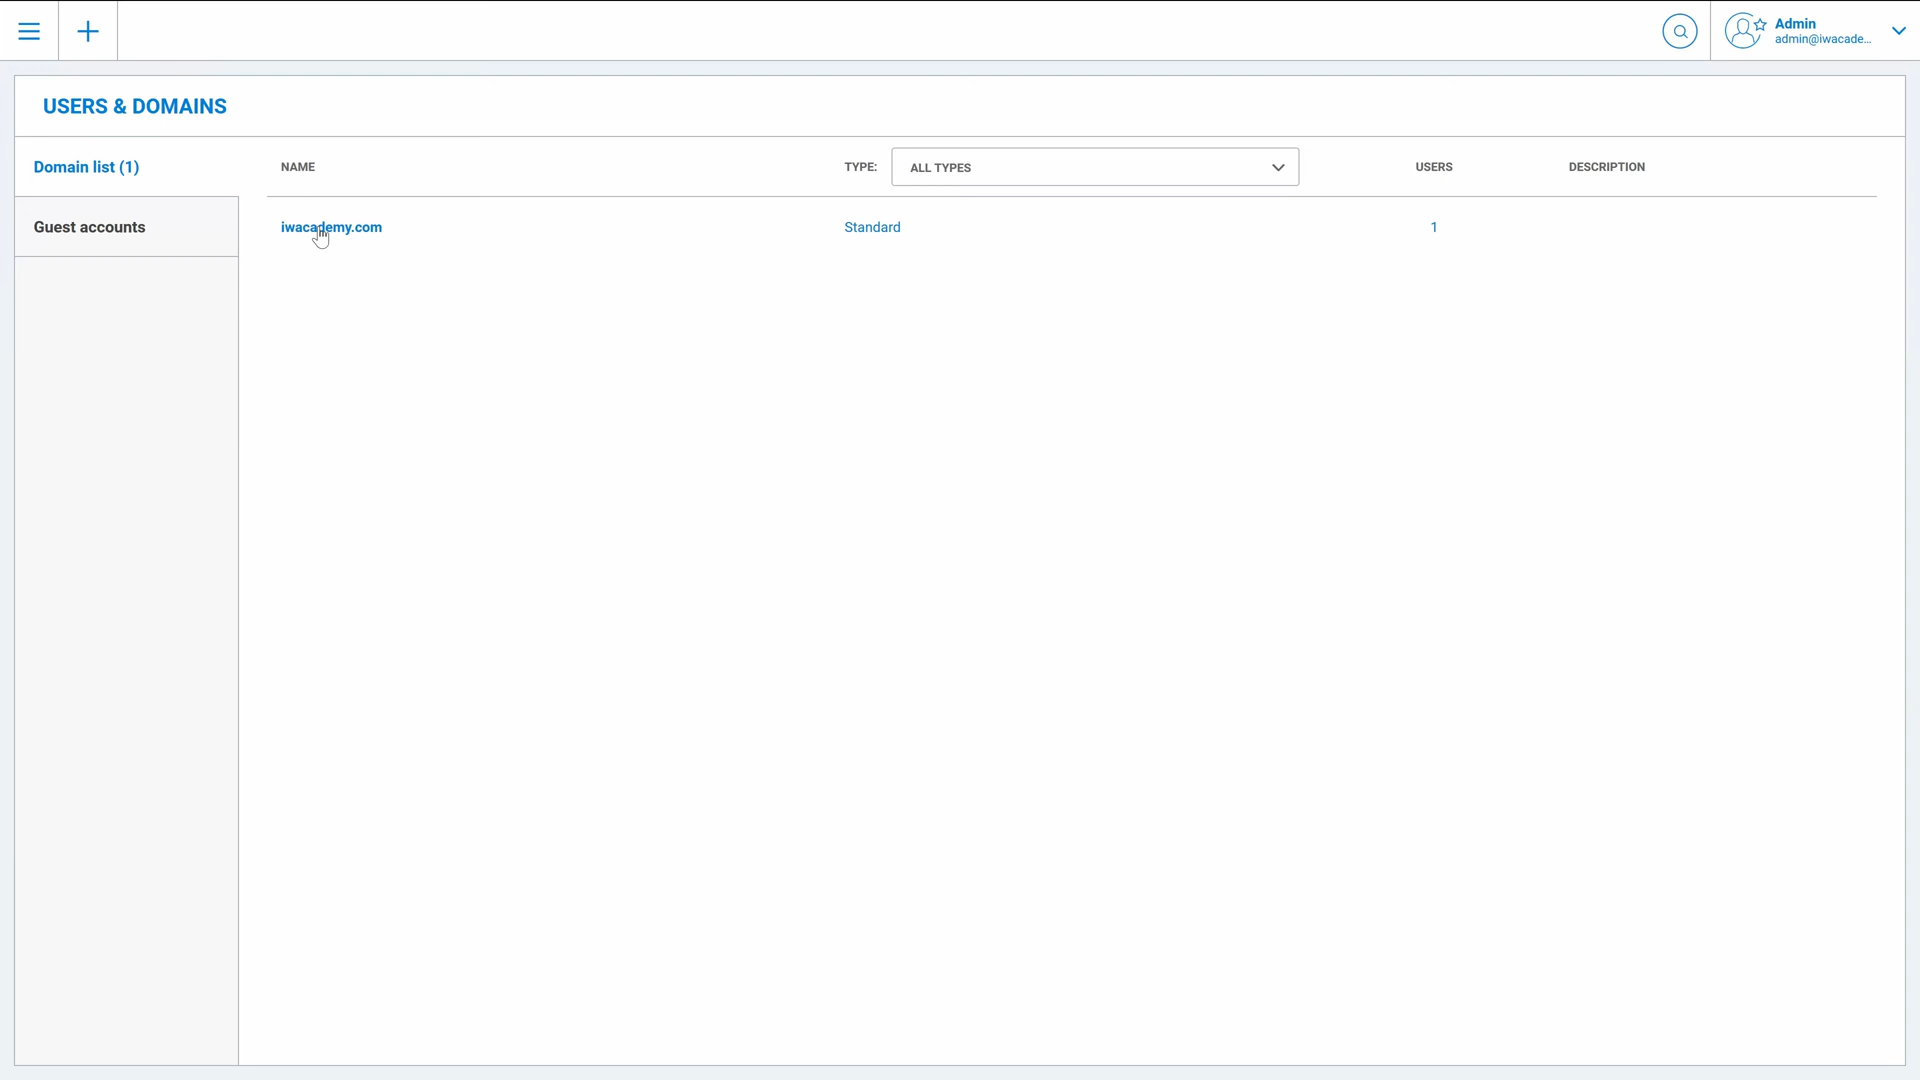 Admin
admin@iwacade...
USERS & DOMAINS
Domain list (1)
NAME
TYPE:
ALL TYPES
USERS
DESCRIPTION
Guest accounts
iwacademy.com
Standard
1